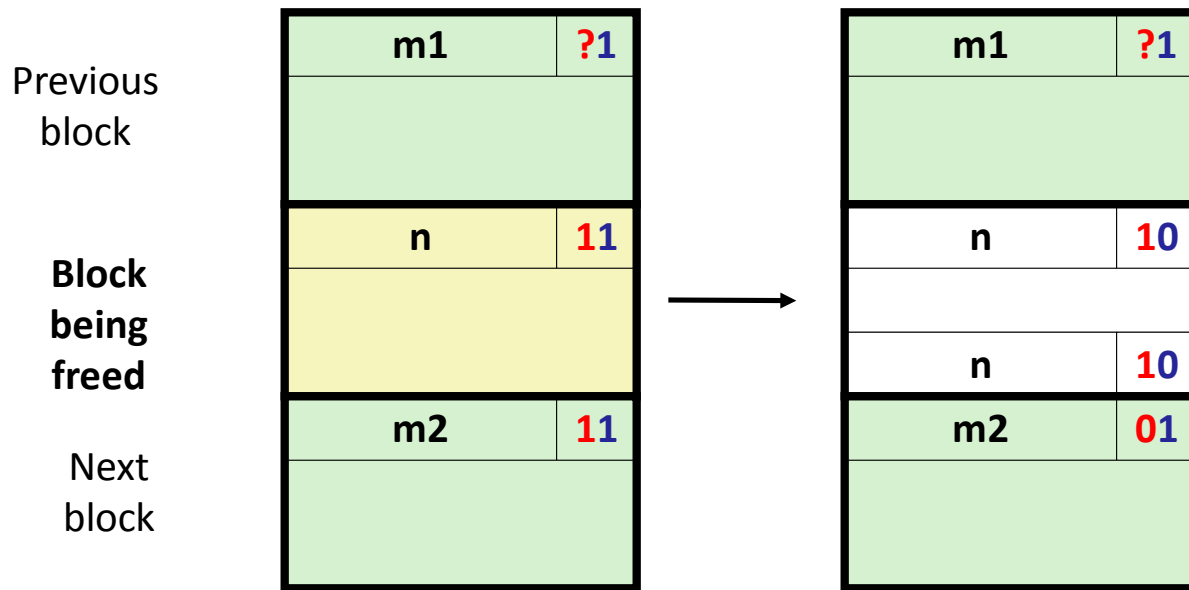 m1 ?1
m1 ?1
Previous
block
n 11
n 10
Block
being
freed
n 10
m2 11
m2 01
Next
block